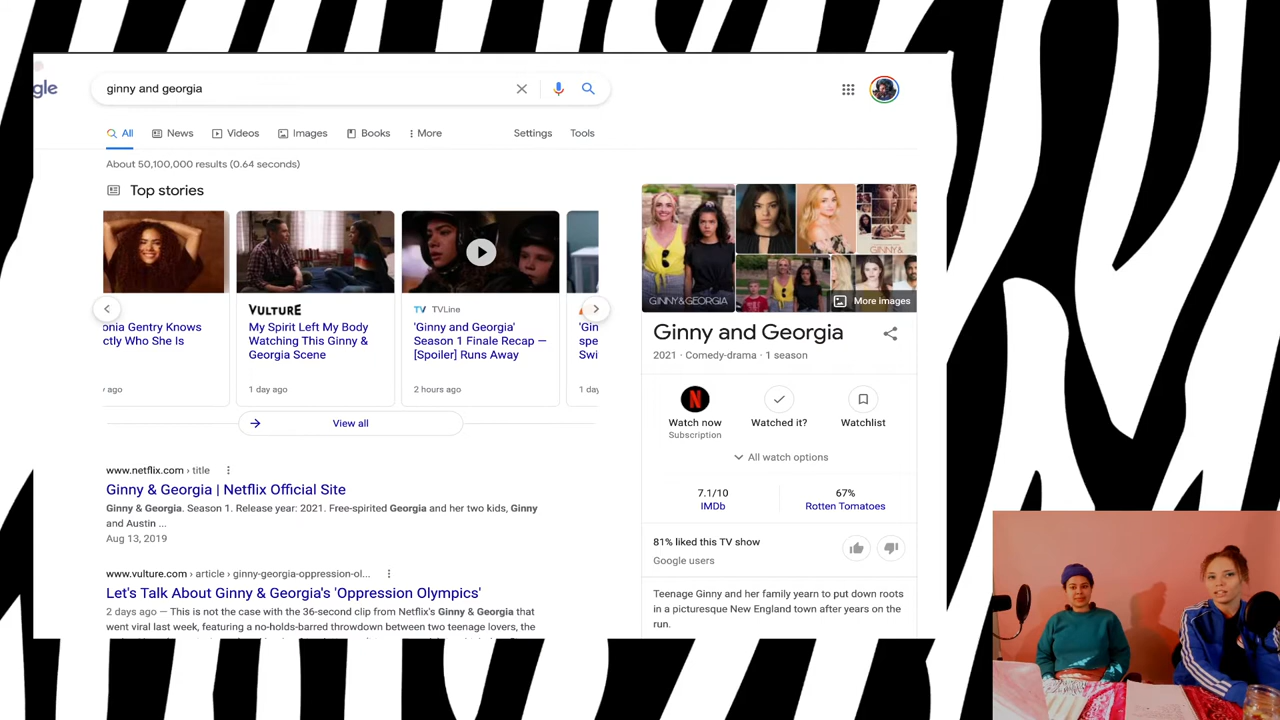 gle
ginny and georgia
All
News
Videos
Images
Books
More
Settings
Tools
About 50,100,000 results (0.64 seconds)
Top stories
onia Gentry Knows
ctly Who She Is
ago
VULTURE
My Spirit Left My Body
Watching This Ginny &
Georgia Scene
1 day ago
TV TVLine
'Ginny and Georgia'
Season 1 Finale Recap —
[Spoiler] Runs Away
2 hours ago
'Gin
spe
Swi
1 day
View all
www.netflix.com › title
Ginny & Georgia | Netflix Official Site
Ginny & Georgia. Season 1. Release year: 2021. Free-spirited Georgia and her two kids, Ginny
and Austin ...
Aug 13, 2019
www.vulture.com › article › ginny-georgia-oppression-ol...
Let's Talk About Ginny & Georgia's 'Oppression Olympics'
2 days ago — This is not the case with the 36-second clip from Netflix's Ginny & Georgia that
went viral last week, featuring a no-holds-barred throwdown between two teenage lovers, the
GINNY & GEORGIA
GINNY &
More images
Ginny and Georgia
2021 · Comedy-drama · 1 season
N
Watch now
Subscription
Watched it?
Watchlist
All watch options
7.1/10
IMDb
67%
Rotten Tomatoes
81% liked this TV show
Google users
Teenage Ginny and her family yearn to put down roots
in a picturesque New England town after years on the
run.